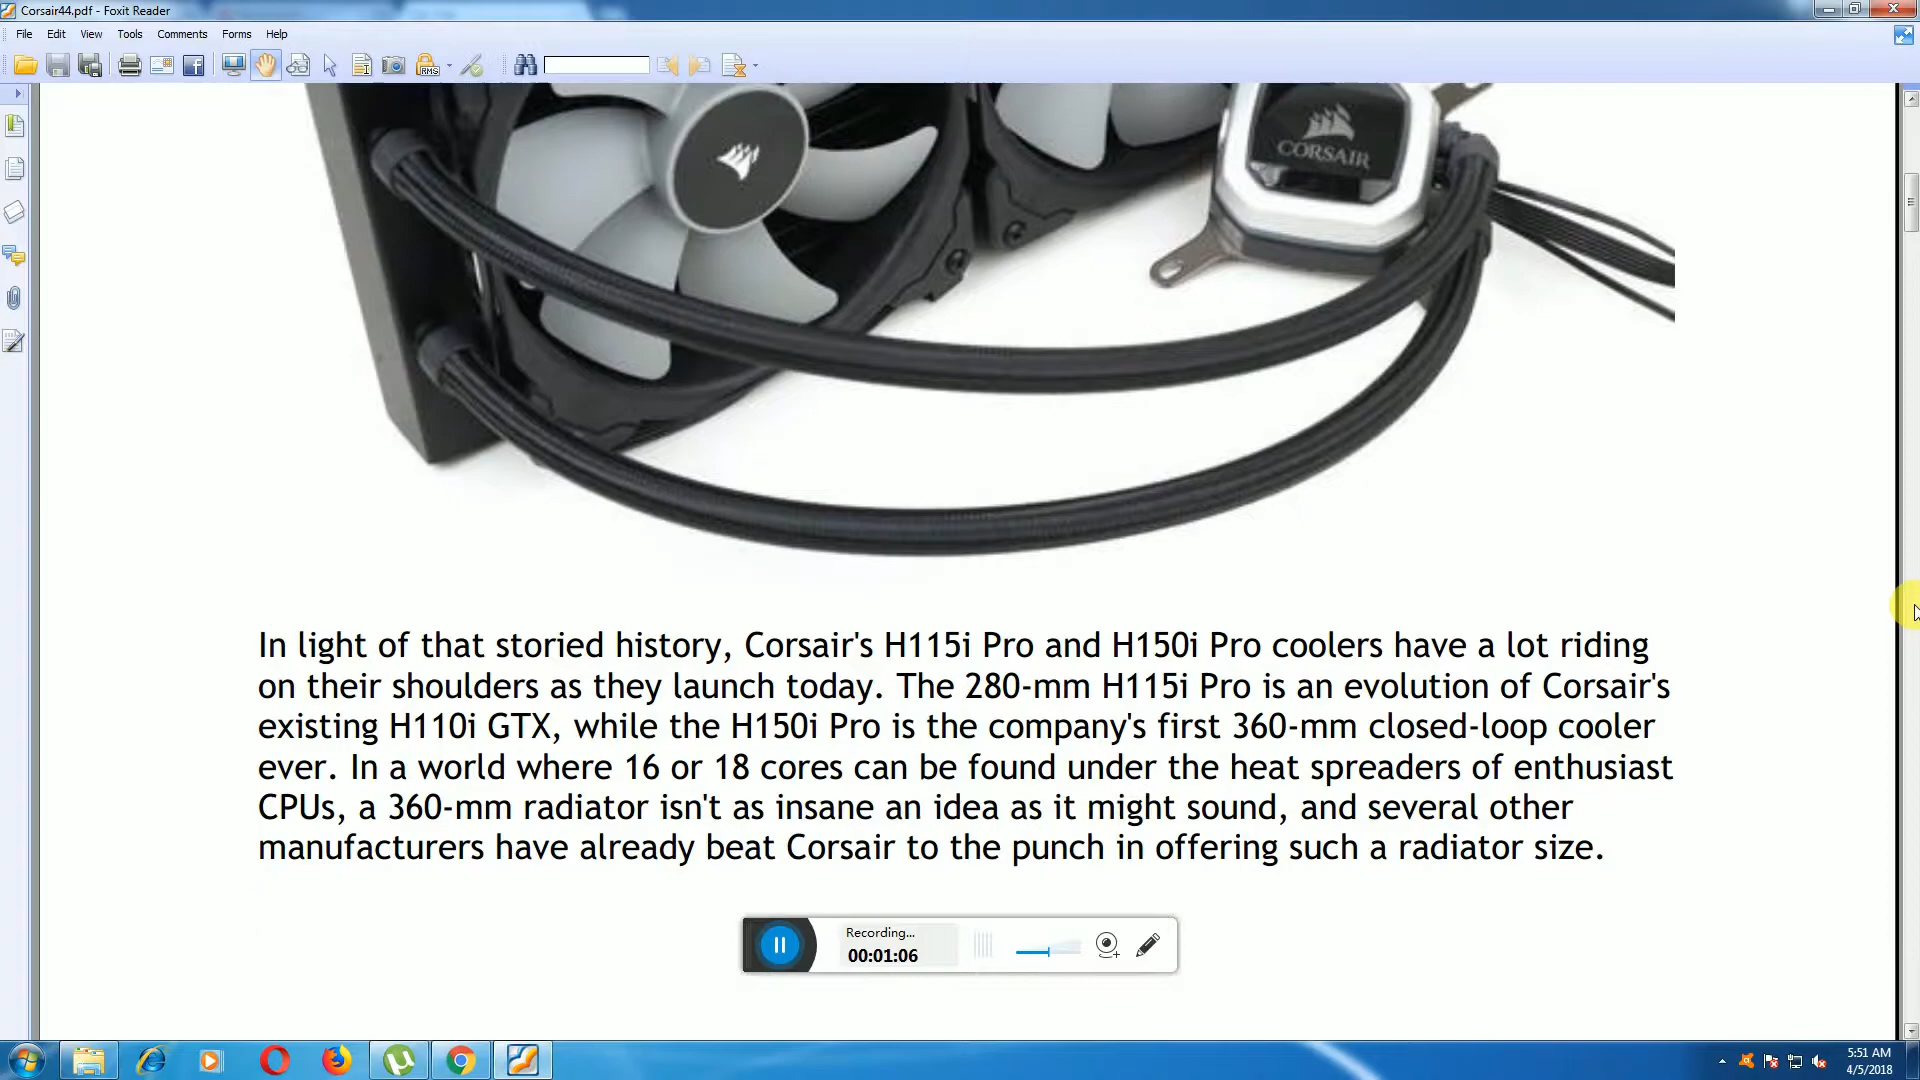 Corsair44.pdf - Foxit Reader
File Edit View Tools Comments Forms Help
RMS
CORSAIR
In light of that storied history, Corsair's H115i Pro and H150i Pro coolers have a lot riding
on their shoulders as they launch today. The 280-mm H115i Pro is an evolution of Corsair's
existing H110i GTX, while the H150i Pro is the company's first 360-mm closed-loop cooler
ever. In a world where 16 or 18 cores can be found under the heat spreaders of enthusiast
CPUs, a 360-mm radiator isn't as insane an idea as it might sound, and several other
manufacturers have already beat Corsair to the punch in offering such a radiator size.
Recording...
00:01:06
5:51 AM
4/5/2018